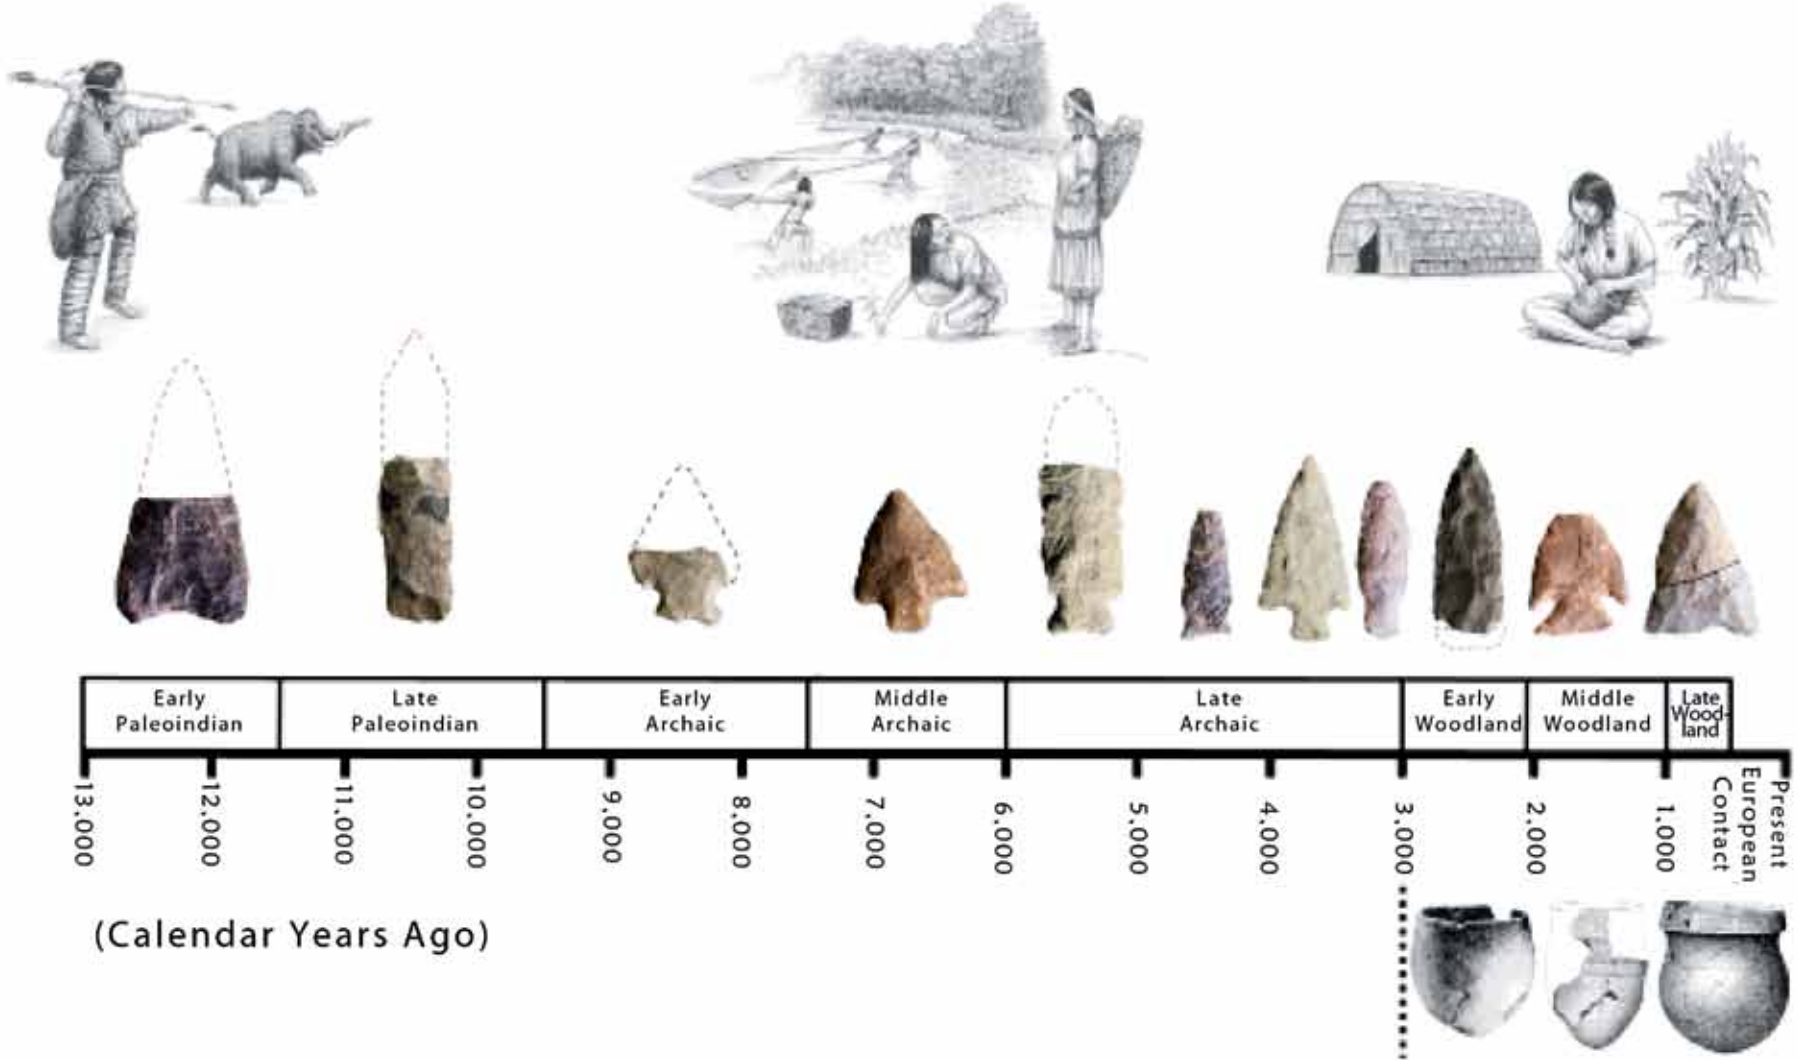 Early
Paleoindian
Late
Paleoindian
Early
Archaic
Middle
Archaic
Late
Archaic
Early
Woodland
Middle
Woodland
Late
Wood-
land
13.000
12.000
11.000
10.000
9.000
8.000
7.000
6.000
5.000
4.000
3.000
2.000
1.000
European
Contact
Present
(Calendar Years Ago)